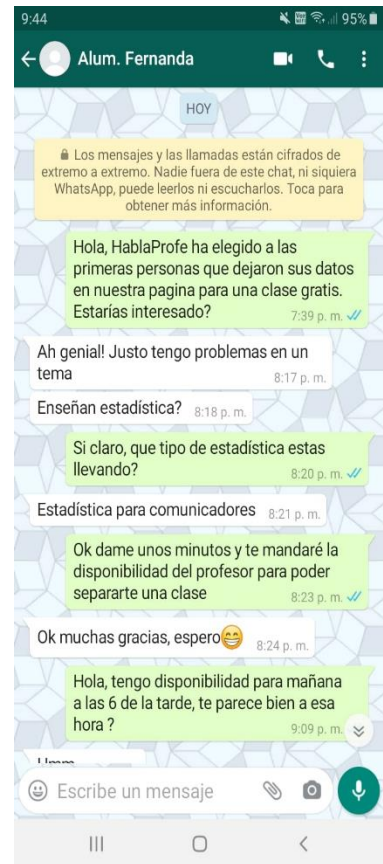 9:44
95%
Alum. Fernanda
HOY
Los mensajes y las llamadas están cifrados de
extremo a extremo. Nadie fuera de este chat, ni siquiera
WhatsApp, puede leerlos ni escucharlos. Toca para
obtener más información.
Hola, HablaProfe ha elegido a las
primeras personas que dejaron sus datos
en nuestra pagina para una clase gratis.
Estarías interesado?
7:39 p. m.
Ah genial! Justo tengo problemas en un
tema
8:17 p. m.
Enseñan estadística? 8:18 p. m.
Si claro, que tipo de estadística estas
llevando?
8:20 p. m.
Estadística para comunicadores 8:21 p. m.
Ok dame unos minutos y te mandaré la
disponibilidad del profesor para poder
separarte una clase
8:23 p. m.
Ok muchas gracias, espero😁 8:24 p. m.
Hola, tengo disponibilidad para mañana
a las 6 de la tarde, te parece bien a esa
hora ?
9:09 p. m.
Escribe un mensaje